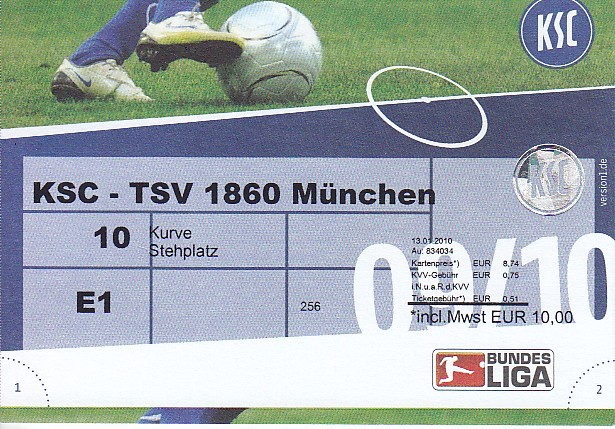 KSC
version1.de
KSC
KSC - TSV 1860 München
10 Kurve
Stehplatz
E1
256
09/10
13.01.2010
Au: 834034
Kartenpreis*) EUR 8,74
KVV-Gebühr EUR 0,75
i.N.u.a.R.d.KVV
Ticketgebühr*) EUR 0,51
*incl.Mwst EUR 10,00
BUNDES
LIGA
1
2